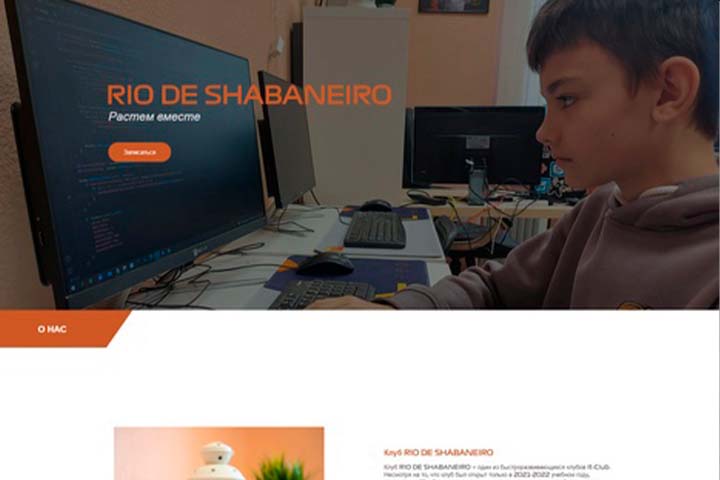 RIO DE SHABANEIRO
Растем вместе
Записаться
О НАС
Клуб RIO DE SHABANEIRO
Клуб RIO DE SHABANEIRO - один из быстроразвивающихся клубов It-Club.
Несмотря на то, что клуб был открыт только в 2021-2022 учебном году,